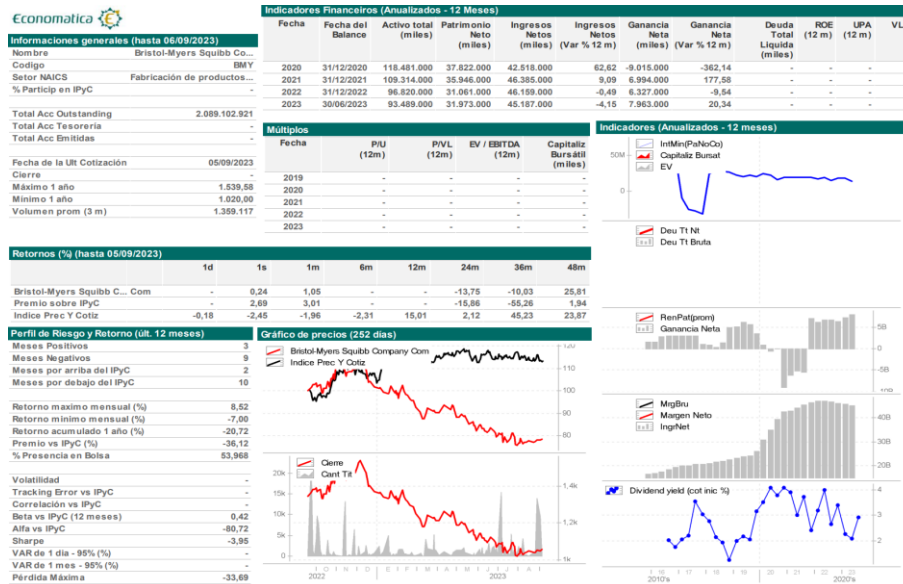 Economatica
Informaciones generales (hasta 06/09/2023)
Nombre Bristol-Myers Squibb Co...
Codigo BMY
Setor NAICS Fabricación de productos...
% Particip en IPyC -
Total Acc Outstanding 2.089.102.921
Total Acc Tesoreria -
Total Acc Emitidas -
Fecha de la Ult Cotización 05/09/2023
Cierre -
Máximo 1 año 1.539,58
Minimo 1 año 1.020,00
Volumen prom (3 m) 1.359.117
Indicadores Financieros (Anualizados - 12 Meses)
Fecha Fecha del Activo total Patrimonio Ingresos Ingresos Ganancia Ganancia Deuda ROE UPA VL
Balance (miles) Neto Netos Netos Neta Neta Total (12 m) (12 m)
(miles) (miles) (Var % 12 m) (miles) (Var % 12 m) Liquida
(miles)
2020 31/12/2020 118.481.000 37.822.000 42.518.000 62,62 -9.015.000 -362,14 - - -
2021 31/12/2021 109.314.000 35.946.000 46.385.000 9,09 6.994.000 177,58 - - -
2022 31/12/2022 96.820.000 31.061.000 46.159.000 -0,49 6.327.000 -9,54 - - -
2023 30/06/2023 93.489.000 31.973.000 45.187.000 -4,15 7.963.000 20,34 - - -
Múltiplos
Fecha P/U P/VL EV / EBITDA Capitaliz
(12m) (12m) (12m) Bursátil
(miles)
2019 - - - -
2020 - - - -
2021 - - - -
2022 - - - -
2023 - - - -
Indicadores (Anualizados - 12 meses)
IntMin(PaNoCo)
Capitaliz Bursat
EV
50M
0
Deu Tt Nt
Deu Tt Bruta
RenPat(prom)
Ganancia Neta
5B
0
-5B
MrgBru
Margen Neto
IngrNet
40B
30B
20B
Dividend yield (cot inic %)
4
3
2
16 17 18 19 20 21 22 23
2010's 2020's
Retornos (%) (hasta 05/09/2023)
1d 1s 1m 6m 12m 24m 36m 48m
Bristol-Myers Squibb C... Com - 0,24 1,05 - - -13,75 -10,03 25,81
Premio sobre IPyC - 2,69 3,01 - - -15,86 -55,26 1,94
Indice Prec Y Cotiz -0,18 -2,45 -1,96 -2,31 15,01 2,12 45,23 23,87
Perfil de Riesgo y Retorno (últ. 12 meses)
Meses Positivos 3
Meses Negativos 9
Meses por arriba del IPyC 2
Meses por debajo del IPyC 10
Retorno maximo mensual (%) 8,52
Retorno minimo mensual (%) -7,00
Retorno acumulado 1 año (%) -20,72
Premio vs IPyC (%) -36,12
% Presencia en Bolsa 53,968
Volatilidad -
Tracking Error vs IPyC -
Correlación vs IPyC -
Beta vs IPyC (12 meses) 0,42
Alfa vs IPyC -80,72
Sharpe -3,95
VAR de 1 dia - 95% (%) -
VAR de 1 mes - 95% (%) -
Pérdida Máxima -33,69
Gráfico de precios (252 días)
Bristol-Myers Squibb Company Com
Indice Prec Y Cotiz
120
100
80
Cierre
Cant Tit
20k
15k
10k
5k
0
1,4k
1,2k
1k
O N D E F M A M J J A S
2022 2023